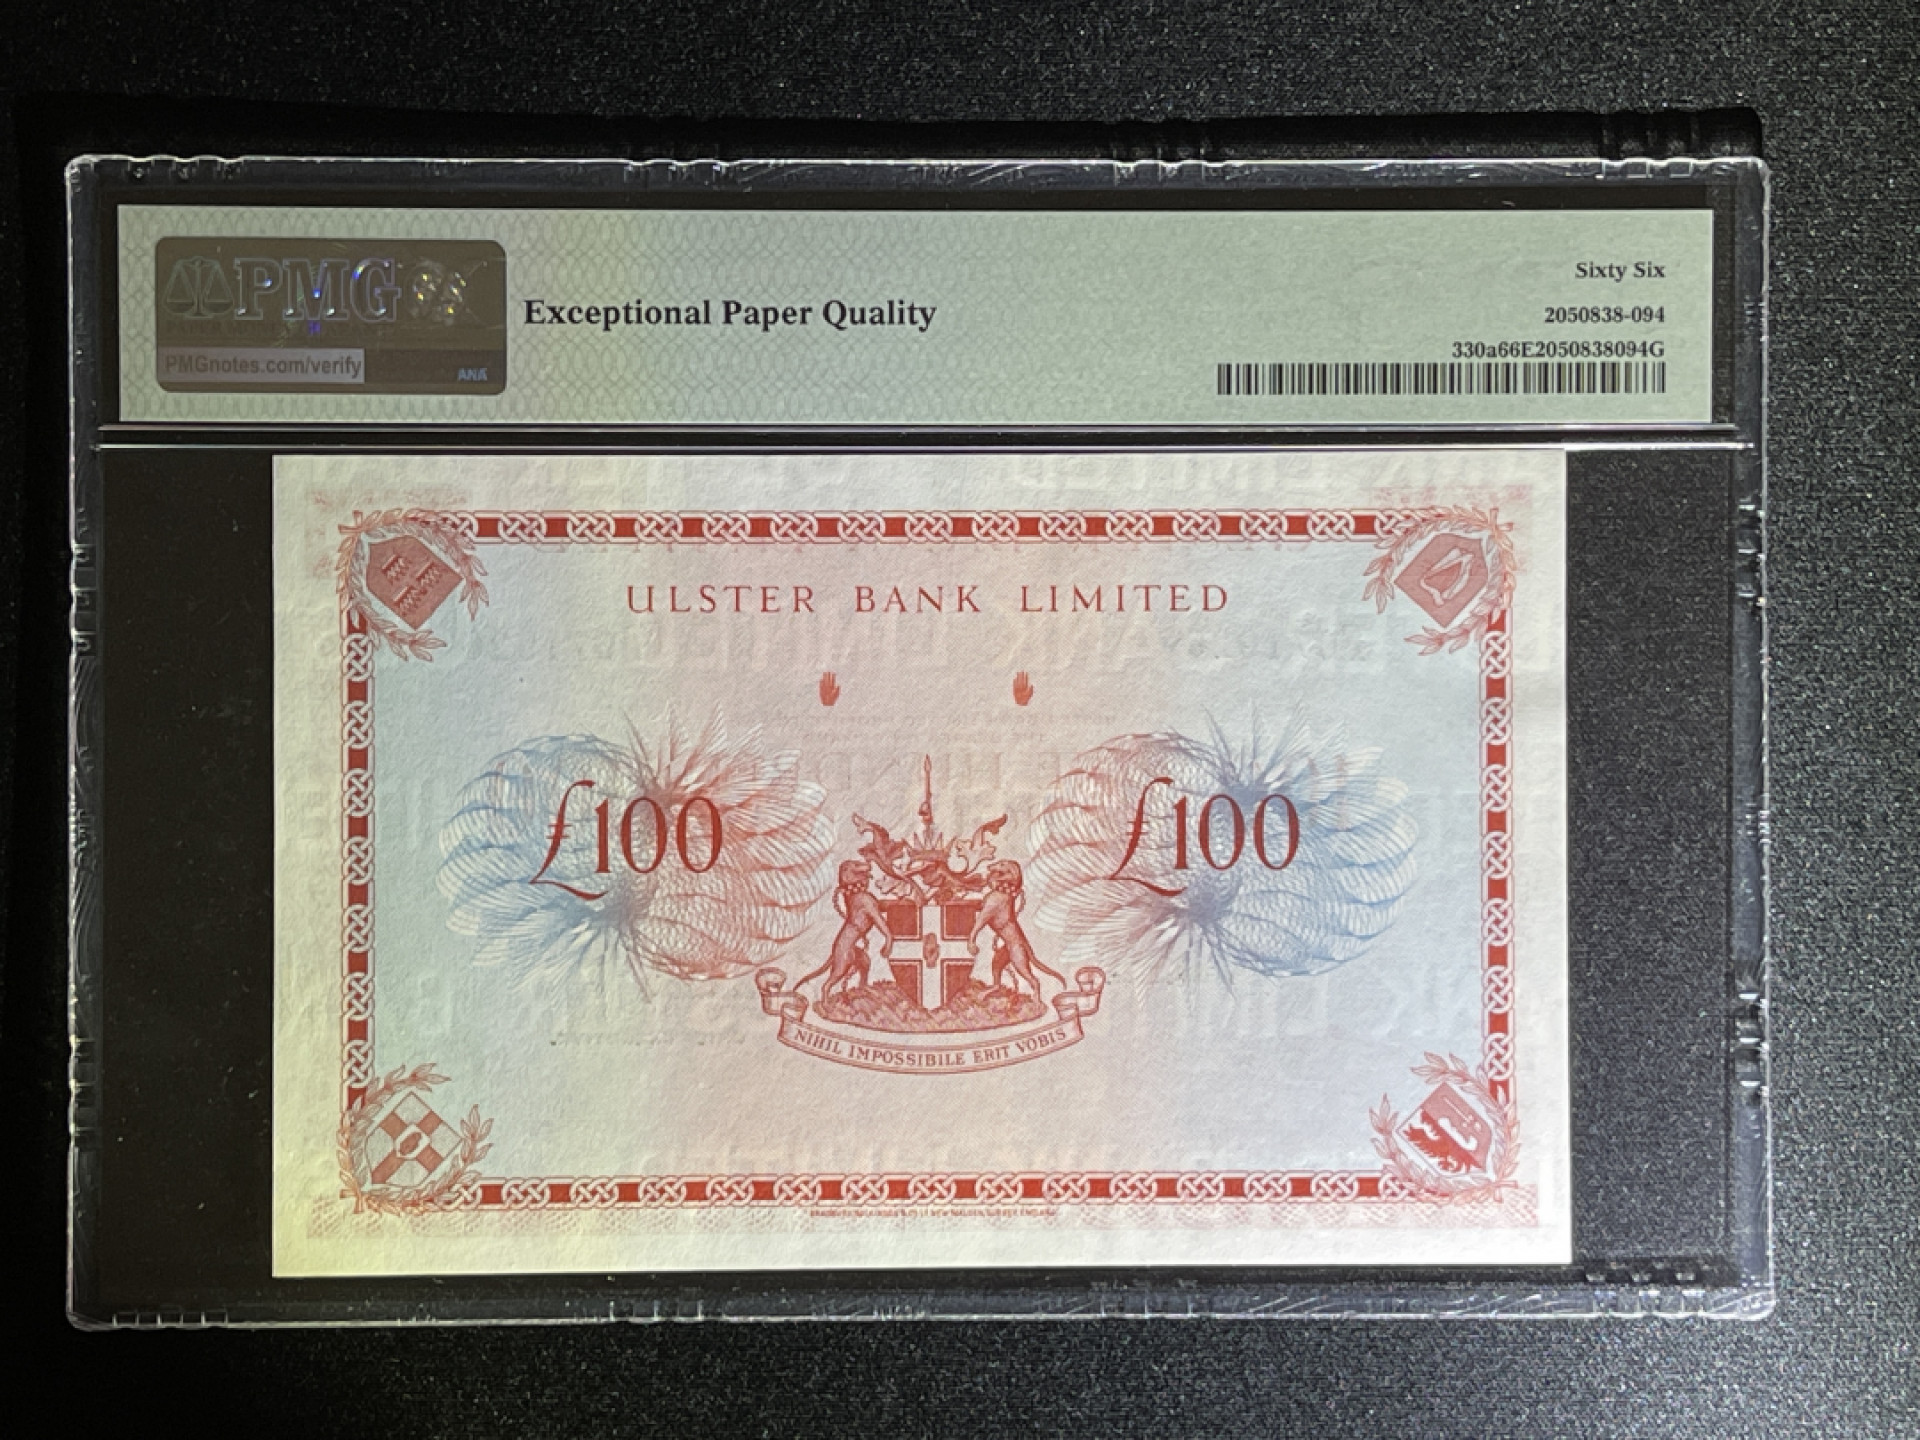 PMG
PMGnotes.com/verify
ANA
Exceptional Paper Quality
Sixty Six
2050838-094
330a66E2050838094G
ULSTER BANK LIMITED
£100
£100
NIHIL IMPOSSIBILE ERIT VOBIS